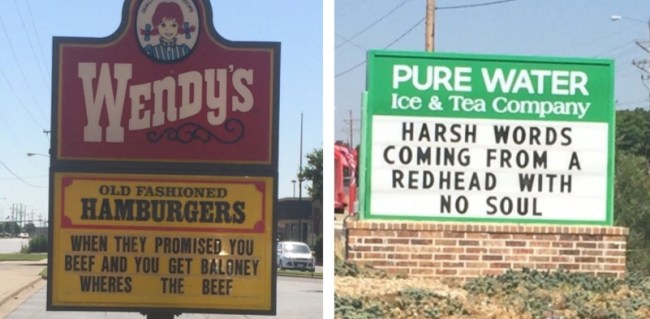 Wendy's
OLD FASHIONED
HAMBURGERS
WHEN THEY PROMISED YOU
BEEF AND YOU GET BALONEY
WHERES THE BEEF
PURE WATER
Ice & Tea Company
HARSH WORDS
COMING FROM A
REDHEAD WITH
NO SOUL